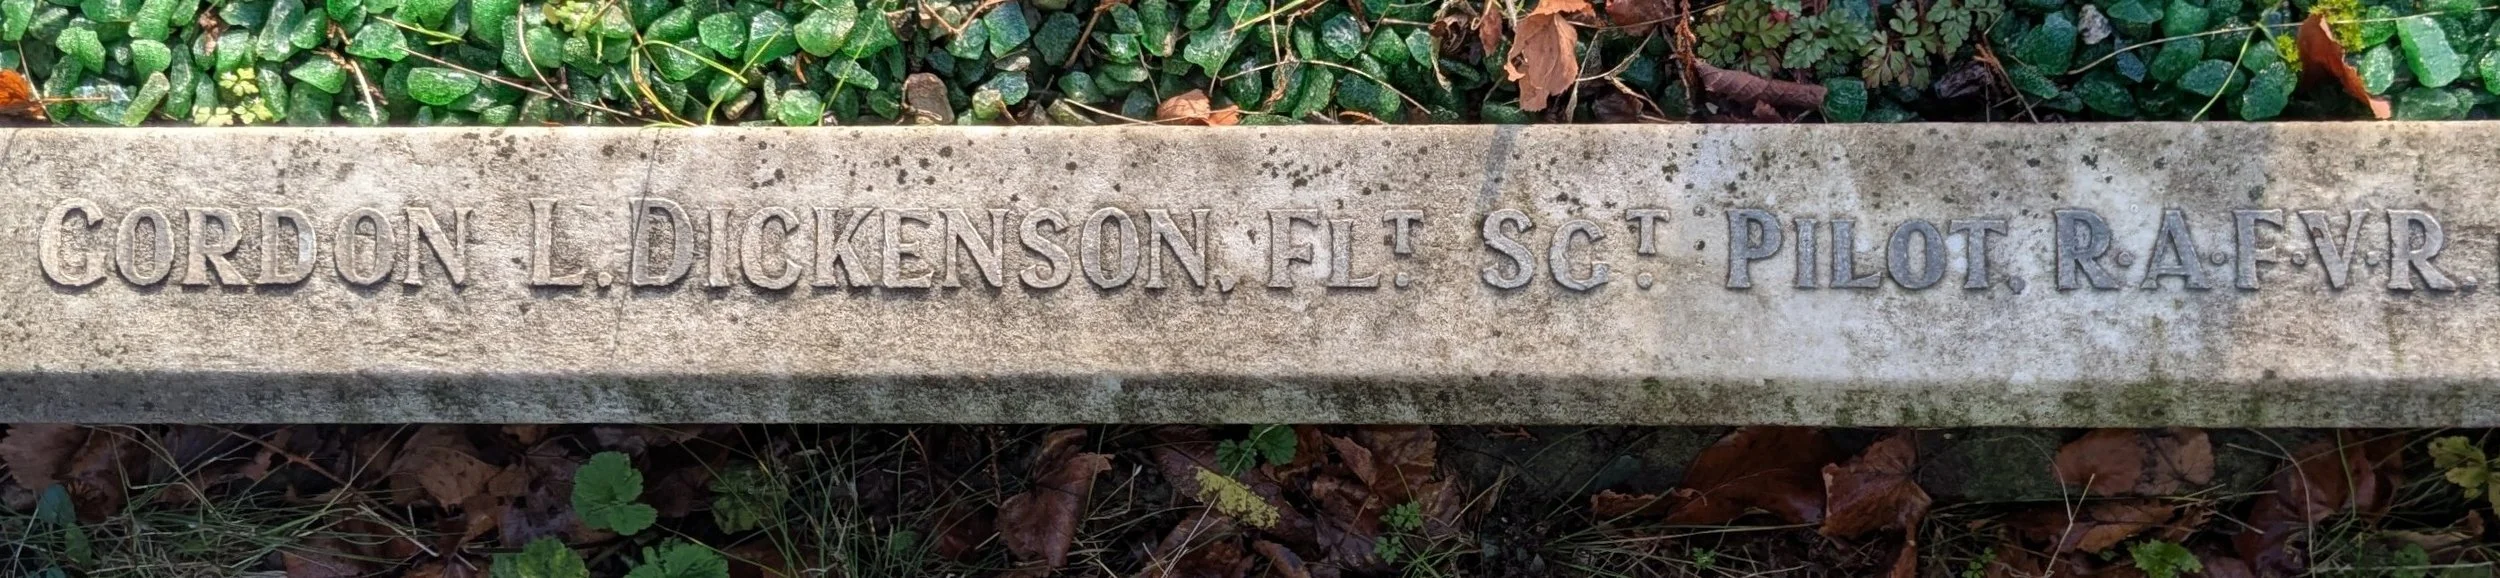 GORDON L. DICKENSON, FLT. SGT. PILOT. R.A.F.V.R.